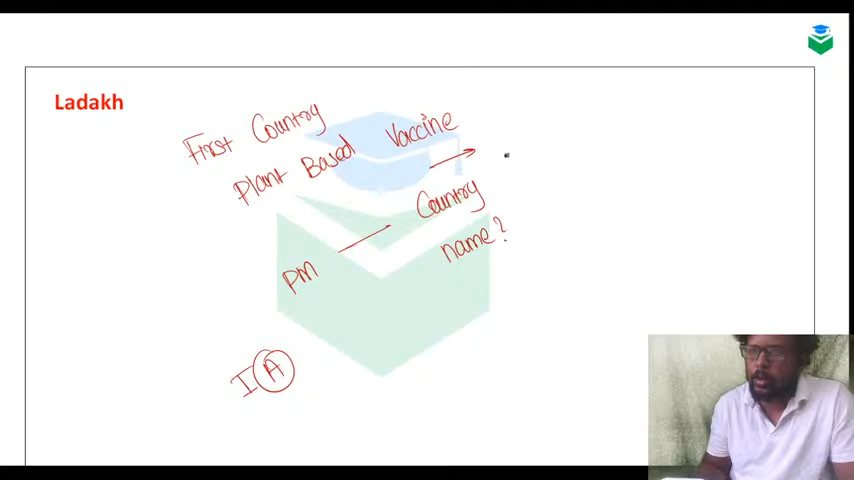 Ladakh
First Country
Plant Based Vaccine
Country
name?
PM
IA